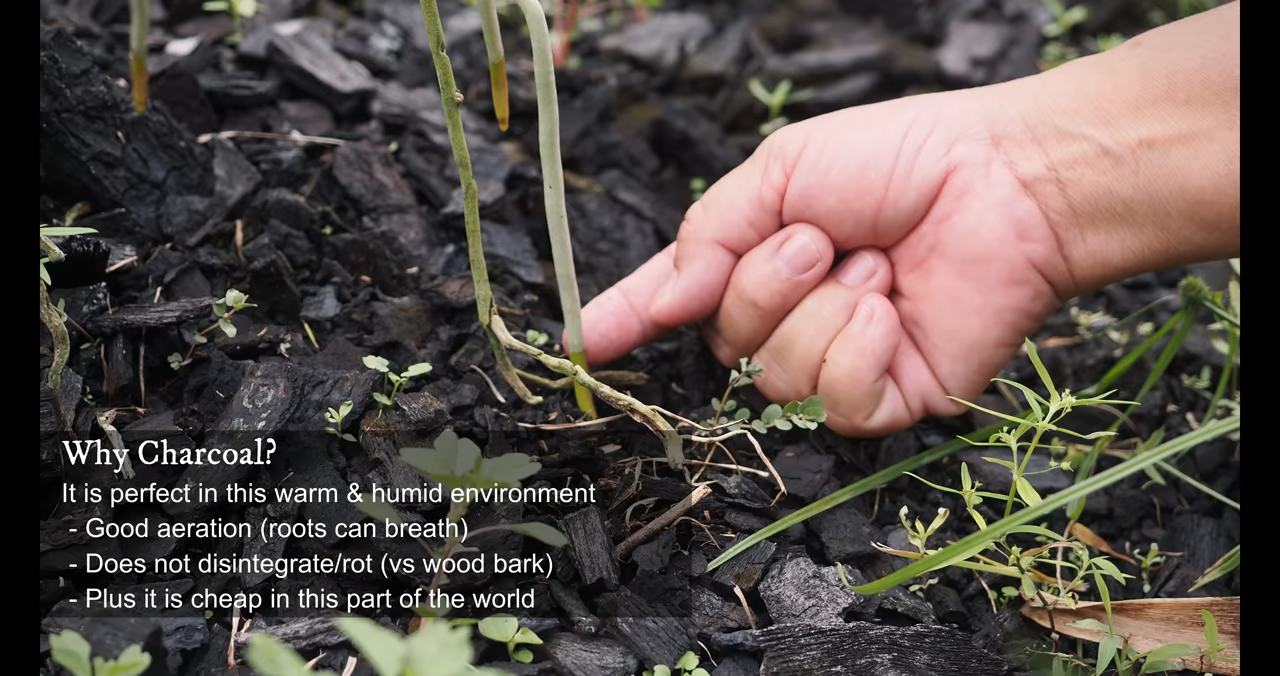 Why Charcoal?
It is perfect in this warm & humid environment
- Good aeration (roots can breath)
- Does not disintegrate/rot (vs wood bark)
- Plus it is cheap in this part of the world